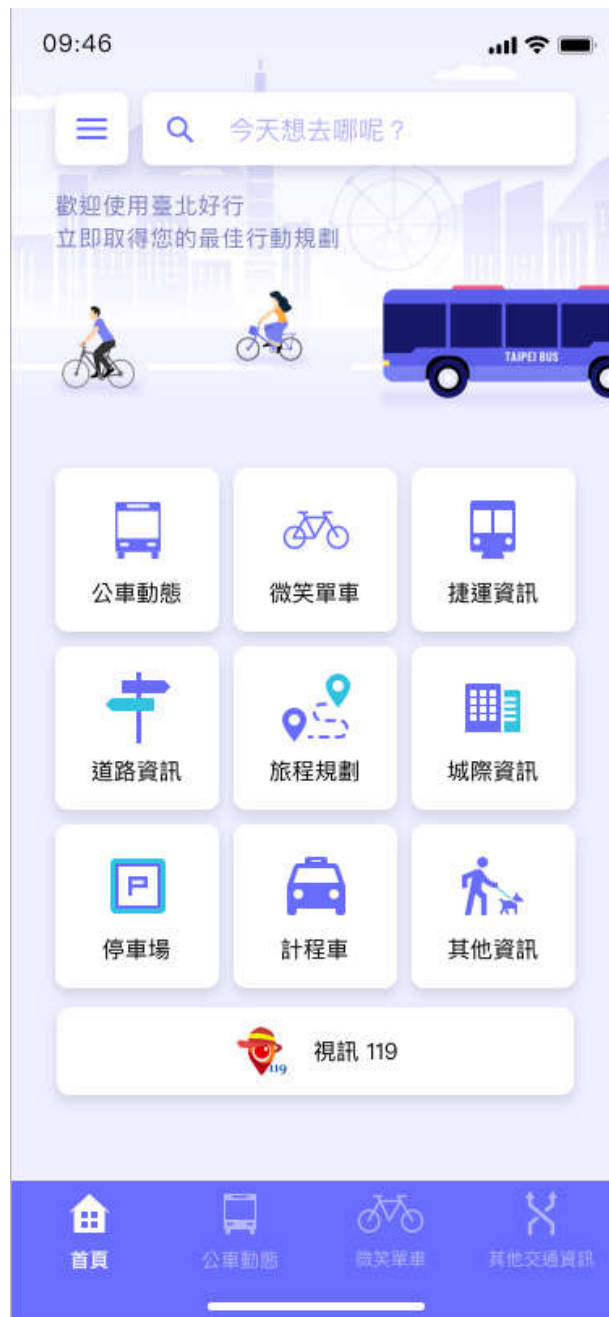 09:46
今天想去哪呢？
歡迎使用臺北好行
立即取得您的最佳行動規劃
TAIPEI BUS
公車動態
微笑單車
捷運資訊
道路資訊
旅程規劃
城際資訊
P
停車場
計程車
其他資訊
119
視訊 119
首頁
公車動態
微笑單車
其他交通資訊